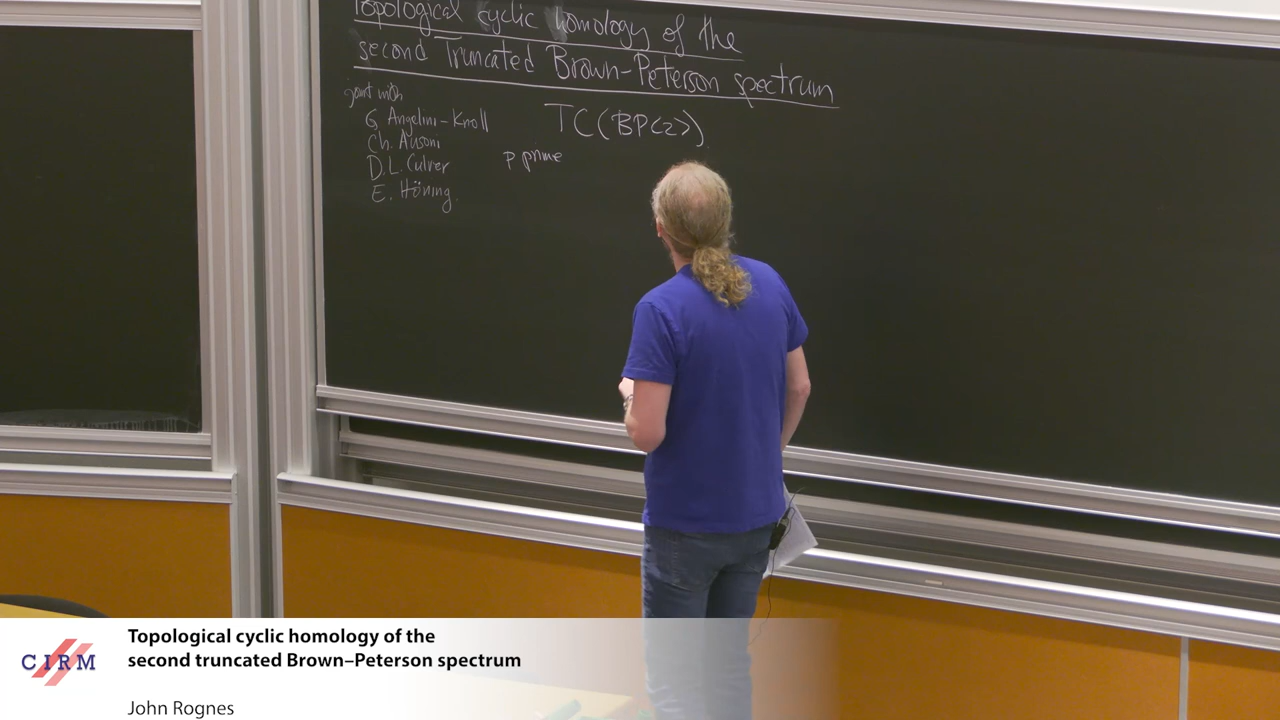 Topological cyclic homology of the
second Truncated Brown-Peterson spectrum
joint with
G. Angelini-Knoll
Ch. Ausoni
D.L. Culver
E. Höning.
TC(BP<2>)
p prime
CIRM
Topological cyclic homology of the
second truncated Brown–Peterson spectrum
John Rognes